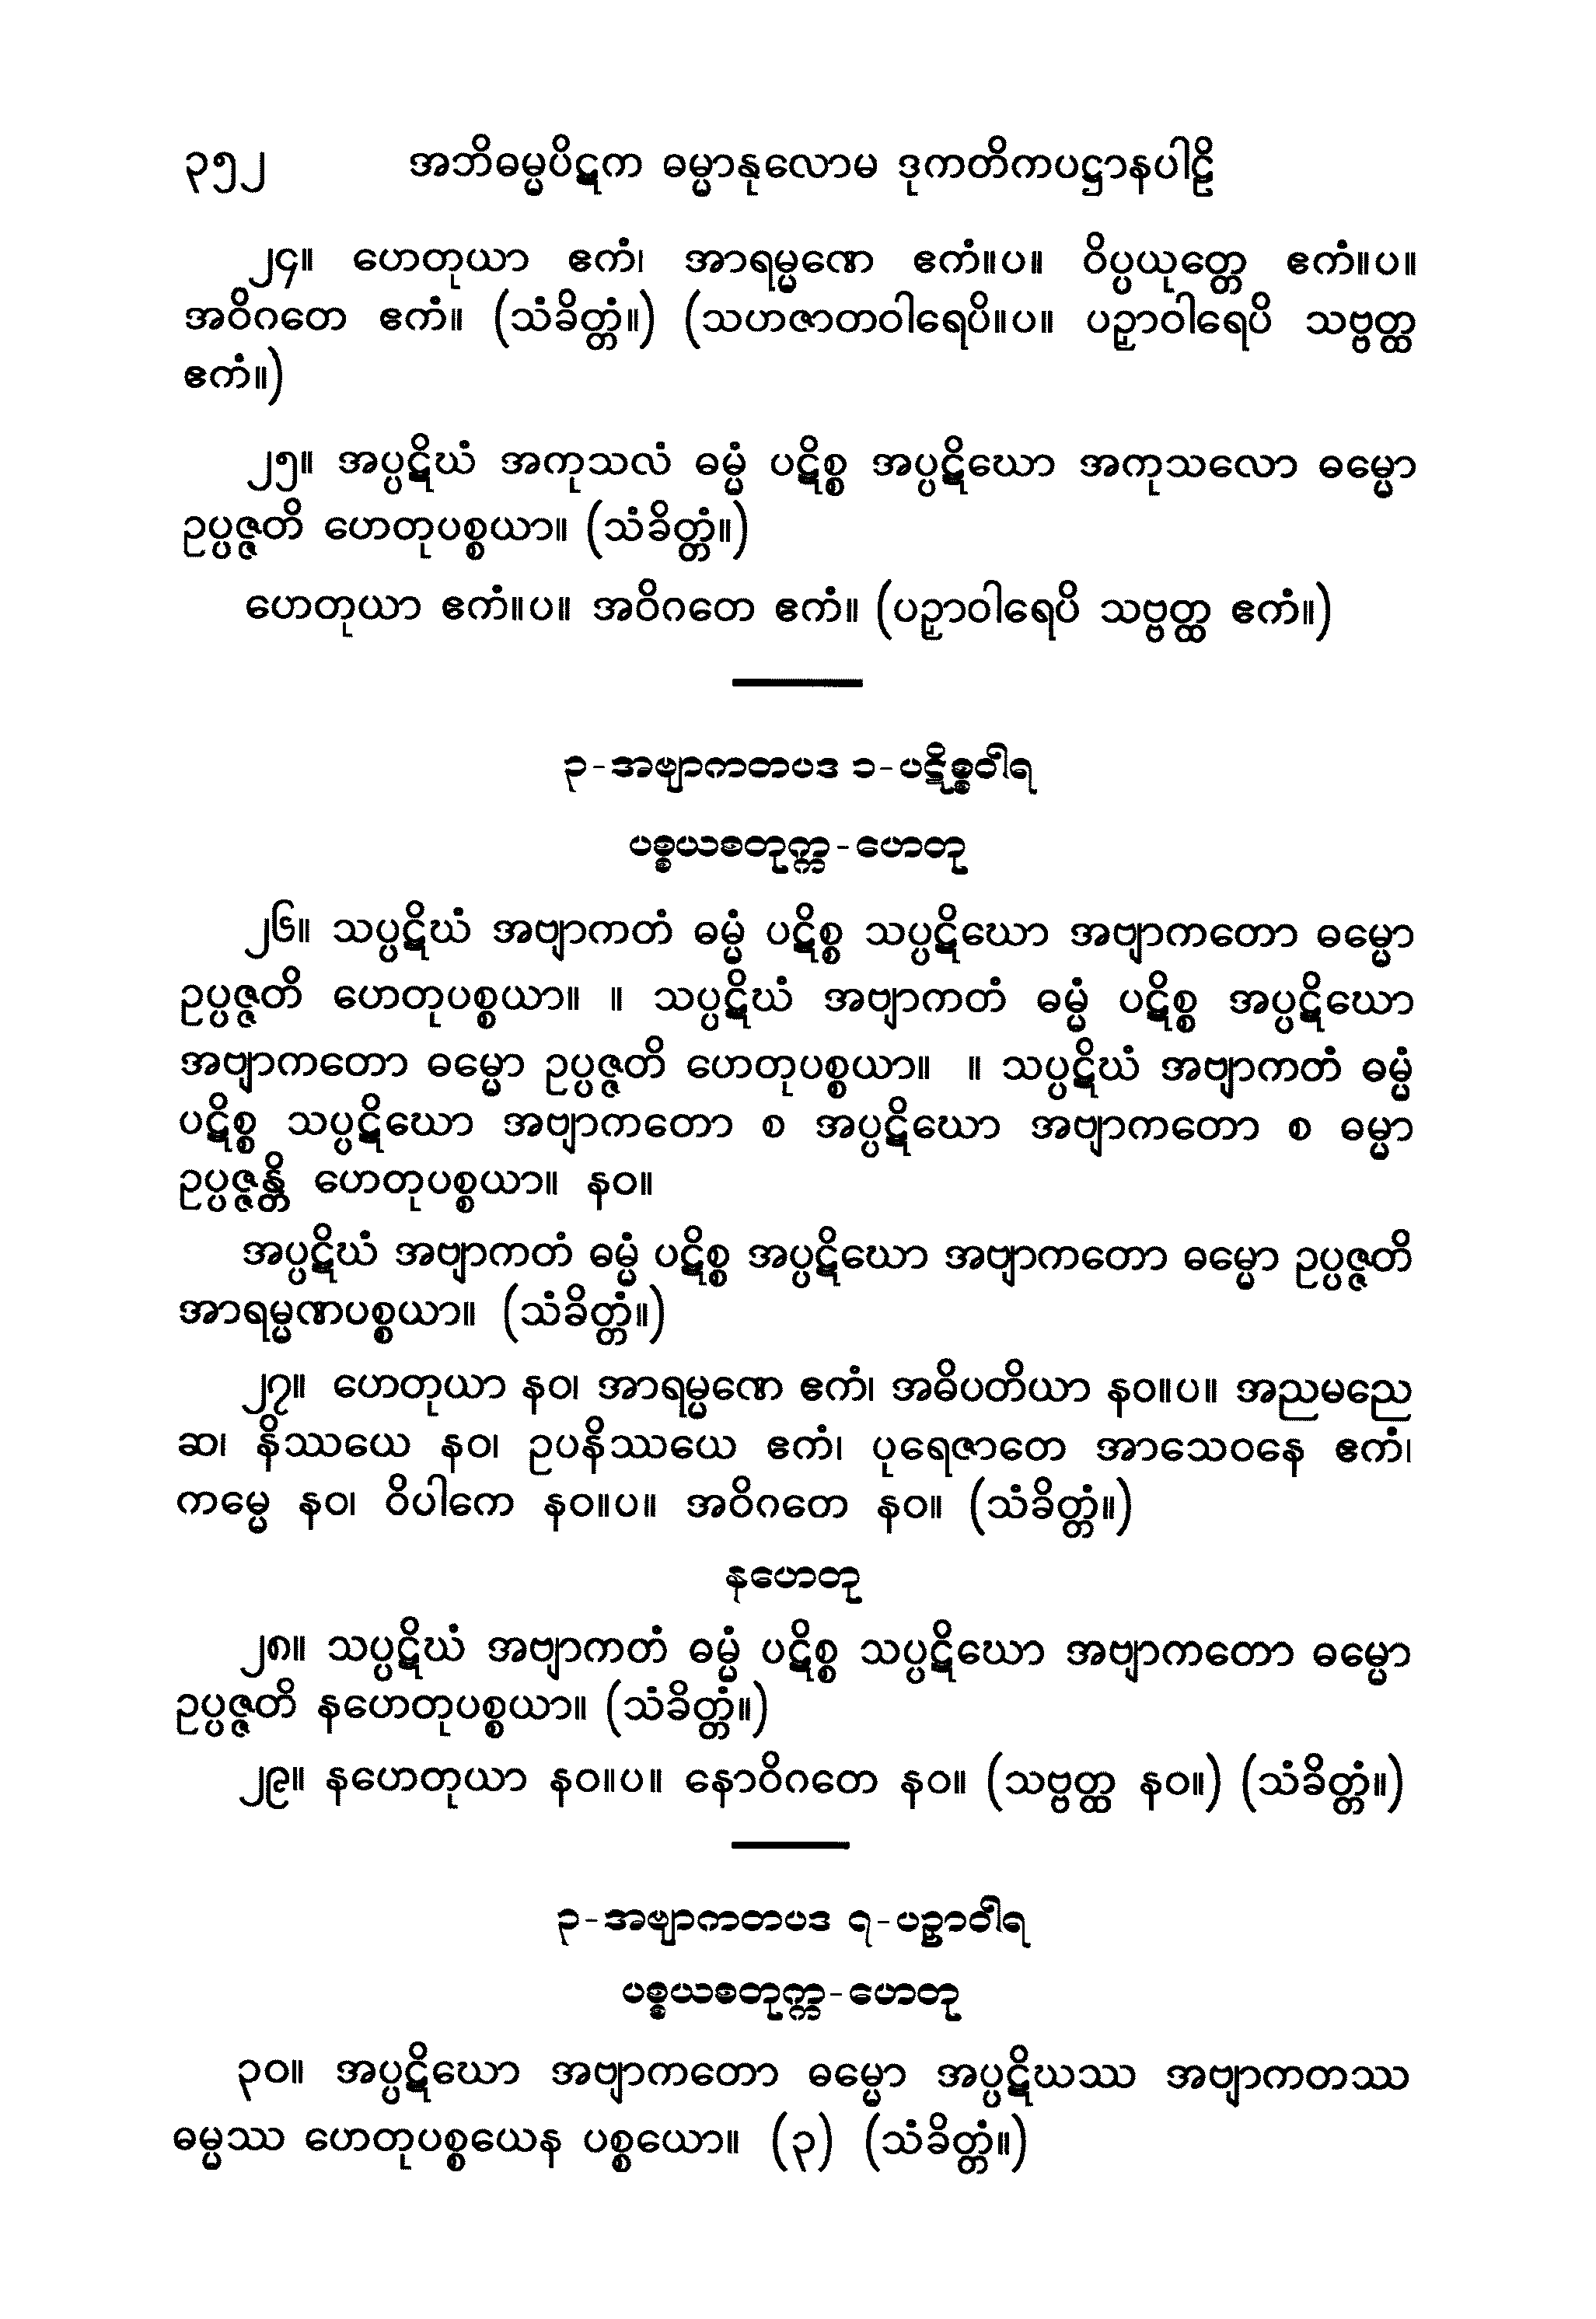 ၃၅၂ အဘိဓမ္မပိဋက ဓမ္မာနုလောမ ဒုကတိကပဋ္ဌာနပါဠိ
၂၄။ ဟေတုယာ ဧကံ၊ အာရမ္မဏေ ဧကံ။ပ။ ဝိပ္ပယုတ္တေ ဧကံ။ပ။
အဝိဂတေ ဧကံ။ (သံခိတ္တံ။) (သဟဇာတဝါရေပိ။ပ။ ပဉှာဝါရေပိ သဗ္ဗတ္ထ
ဧကံ။)
၂၅။ အပ္ပဋိဃံ အကုသလံ ဓမ္မံ ပဋိစ္စ အပ္ပဋိဃော အကုသလော ဓမ္မော
ဥပ္ပဇ္ဇတိ ဟေတုပစ္စယာ။ (သံခိတ္တံ။)
ဟေတုယာ ဧကံ။ပ။ အဝိဂတေ ဧကံ။ (ပဉှာဝါရေပိ သဗ္ဗတ္ထ ဧကံ။)
၃-အဗျာကတပဒ ၁-ပဋိစ္စဝါရ
ပစ္စယစတုက္က-ဟေတု
၂၆။ သပ္ပဋိဃံ အဗျာကတံ ဓမ္မံ ပဋိစ္စ သပ္ပဋိဃော အဗျာကတော ဓမ္မော
ဥပ္ပဇ္ဇတိ ဟေတုပစ္စယာ။ ။ သပ္ပဋိဃံ အဗျာကတံ ဓမ္မံ ပဋိစ္စ အပ္ပဋိဃော
အဗျာကတော ဓမ္မော ဥပ္ပဇ္ဇတိ ဟေတုပစ္စယာ။ ။ သပ္ပဋိဃံ အဗျာကတံ ဓမ္မံ
ပဋိစ္စ သပ္ပဋိဃော အဗျာကတော စ အပ္ပဋိဃော အဗျာကတော စ ဓမ္မာ
ဥပ္ပဇ္ဇန္တိ ဟေတုပစ္စယာ။ နဝ။
အပ္ပဋိဃံ အဗျာကတံ ဓမ္မံ ပဋိစ္စ အပ္ပဋိဃော အဗျာကတော ဓမ္မော ဥပ္ပဇ္ဇတိ
အာရမ္မဏပစ္စယာ။ (သံခိတ္တံ။)
၂၇။ ဟေတုယာ နဝ၊ အာရမ္မဏေ ဧကံ၊ အဓိပတိယာ နဝ။ပ။ အညမညေ
ဆ၊ နိဿယေ နဝ၊ ဥပနိဿယေ ဧကံ၊ ပုရေဇာတေ အာသေဝနေ ဧကံ၊
ကမ္မေ နဝ၊ ဝိပါကေ နဝ။ပ။ အဝိဂတေ နဝ။ (သံခိတ္တံ။)
နဟေတု
၂၈။ သပ္ပဋိဃံ အဗျာကတံ ဓမ္မံ ပဋိစ္စ သပ္ပဋိဃော အဗျာကတော ဓမ္မော
ဥပ္ပဇ္ဇတိ နဟေတုပစ္စယာ။ (သံခိတ္တံ။)
၂၉။ နဟေတုယာ နဝ။ပ။ နောဝိဂတေ နဝ။ (သဗ္ဗတ္ထ နဝ။) (သံခိတ္တံ။)
၃-အဗျာကတပဒ ၇-ပဉှာဝါရ
ပစ္စယစတုက္က-ဟေတု
၃၀။ အပ္ပဋိဃော အဗျာကတော ဓမ္မော အပ္ပဋိဃဿ အဗျာကတဿ
ဓမ္မဿ ဟေတုပစ္စယေန ပစ္စယော။ (၃) (သံခိတ္တံ။)